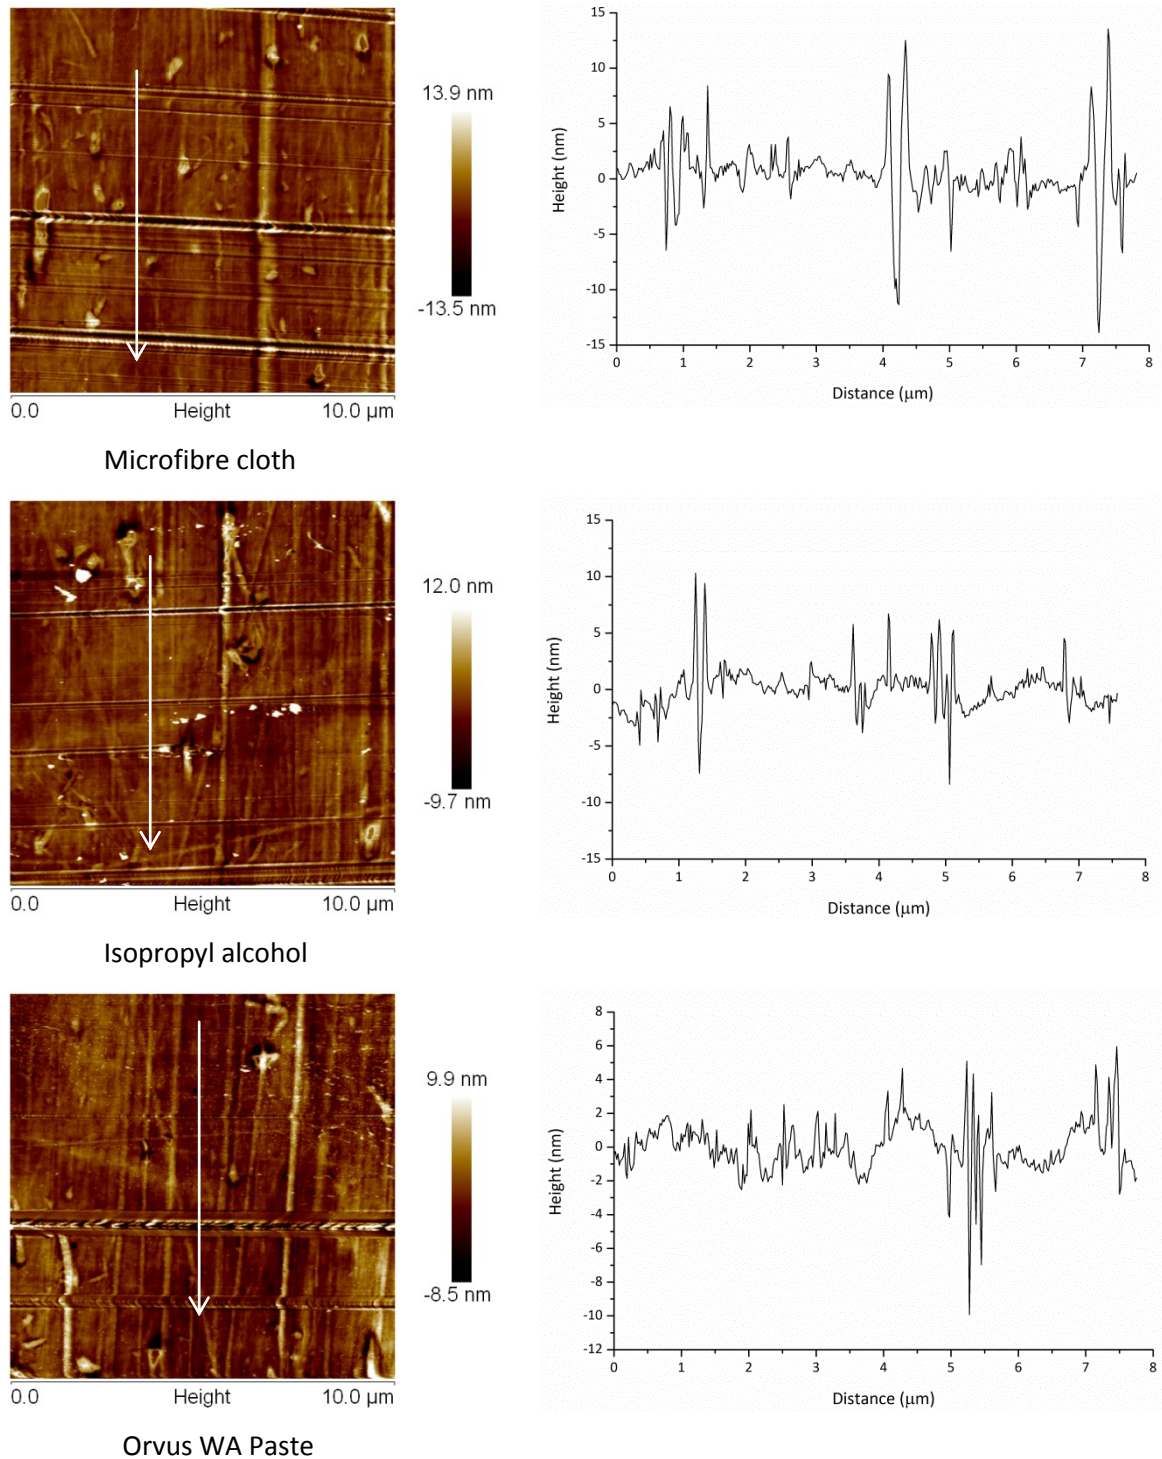 13.9 nm
-13.5 nm
0.0 Height 10.0 µm
Microfibre cloth
15
10
5
0
-5
-10
-15
Height (nm)
0 1 2 3 4 5 6 7 8
Distance (µm)
12.0 nm
-9.7 nm
0.0 Height 10.0 µm
Isopropyl alcohol
15
10
5
0
-5
-10
-15
Height (nm)
0 1 2 3 4 5 6 7 8
Distance (µm)
9.9 nm
-8.5 nm
0.0 Height 10.0 µm
Orvus WA Paste
8
6
4
2
0
-2
-4
-6
-8
-10
-12
Height (nm)
0 1 2 3 4 5 6 7 8
Distance (µm)